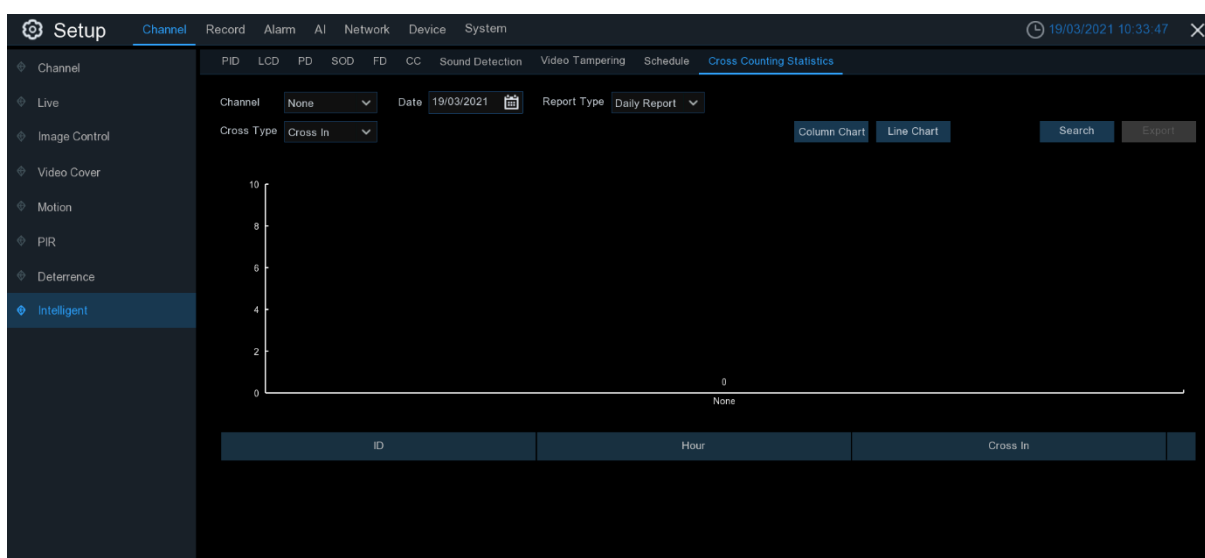 Setup Channel Record Alarm AI Network Device System 19/03/2021 10:33:47
Channel
Live
Image Control
Video Cover
Motion
PIR
Deterrence
Intelligent
PID LCD PD SOD FD CC Sound Detection Video Tampering Schedule Cross Counting Statistics
Channel None Date 19/03/2021 Report Type Daily Report
Cross Type Cross In Column Chart Line Chart Search Export
10
8
6
4
2
0
0
None
ID Hour Cross In